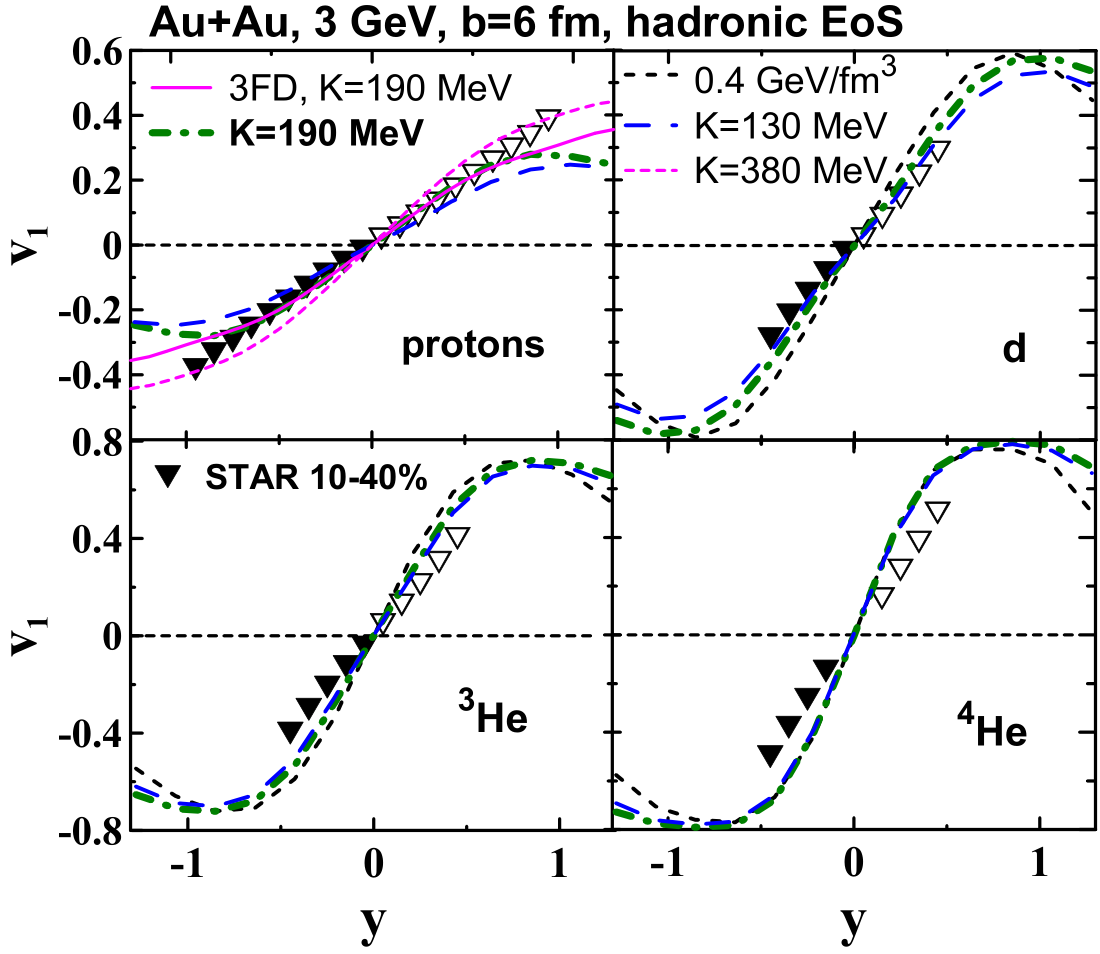 Au+Au, 3 GeV, b=6 fm, hadronic EoS
0.6
0.4
0.2
0
-0.2
-0.4
v₁
3FD, K=190 MeV
K=190 MeV
protons
0.4 GeV/fm³
K=130 MeV
K=380 MeV
d
0.8
0.4
0
-0.4
-0.8
v₁
STAR 10-40%
³He
⁴He
-1 0 1
-1 0 1
y
y